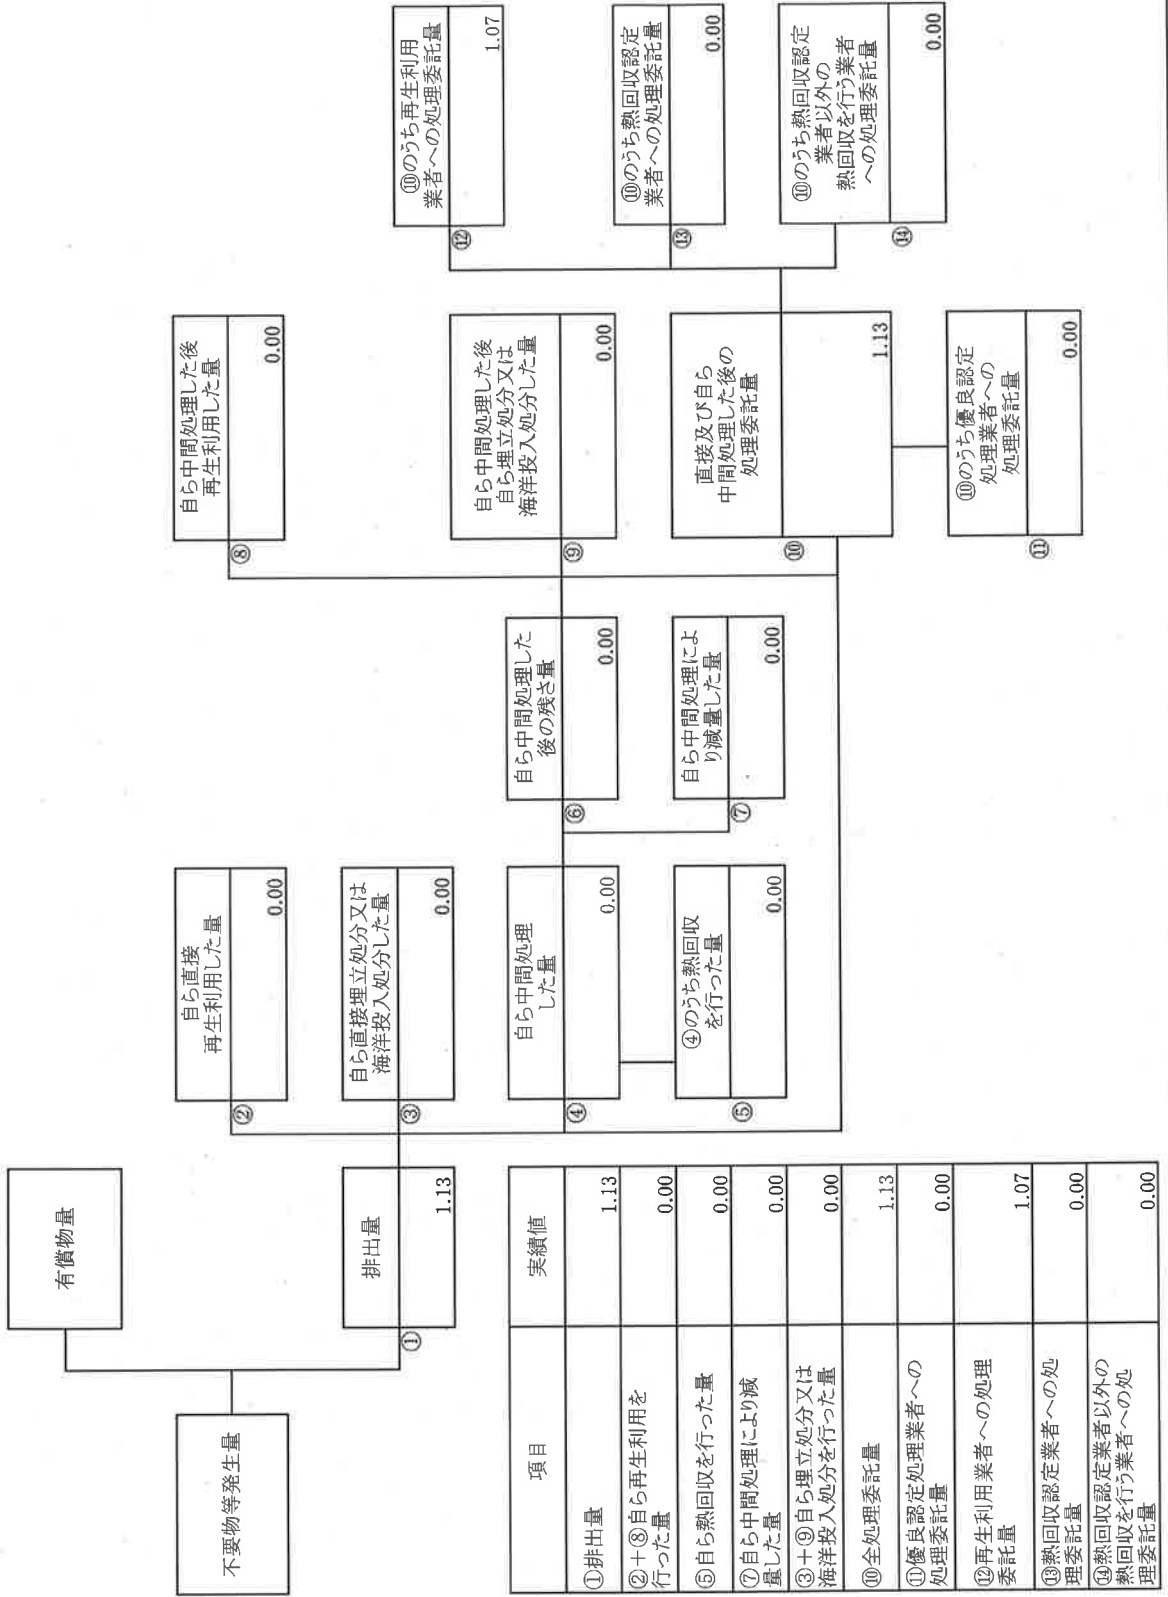 不要物等発生量
有償物量
排出量
①
1.13
自ら直接
再生利用した量
②
0.00
自ら直接埋立処分又は
海洋投入処分した量
③
0.00
自ら中間処理
した量
④
0.00
④のうち熱回収
を行った量
⑤
0.00
自ら中間処理した
後の残さ量
⑥
0.00
自ら中間処理によ
り減量した量
⑦
0.00
自ら中間処理した後
再生利用した量
⑧
0.00
自ら中間処理した後
自ら埋立処分又は
海洋投入処分した量
⑨
0.00
直接及び自ら
中間処理した後の
処理委託量
⑩
1.13
⑩のうち優良認定
処理業者への
処理委託量
⑪
0.00
⑩のうち再生利用
業者への処理委託量
⑫
1.07
⑩のうち熱回収認定
業者への処理委託量
⑬
0.00
⑩のうち熱回収認定
業者以外の
熱回収を行う業者
への処理委託量
⑭
0.00
項目 実績値
①排出量 1.13
②+⑧自ら再生利用を
行った量 0.00
⑤自ら熱回収を行った量 0.00
⑦自ら中間処理により減
量した量 0.00
③+⑨自ら埋立処分又は
海洋投入処分を行った量 0.00
⑩全処理委託量 1.13
⑪優良認定処理業者への
処理委託量 0.00
⑫再生利用業者への処理
委託量 1.07
⑬熱回収認定業者への処
理委託量 0.00
⑭熱回収認定業者以外の
熱回収を行う業者への処
理委託量 0.00